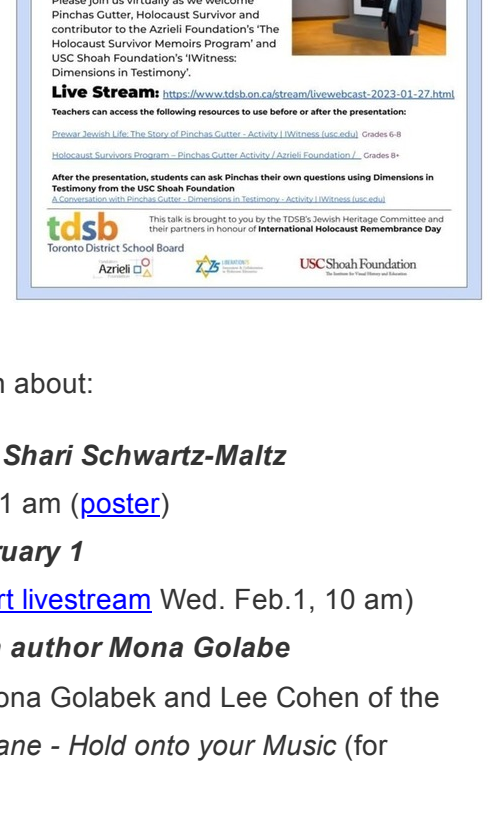 Please join us virtually as we welcome
Pinchas Gutter, Holocaust Survivor and
contributor to the Azrieli Foundation's 'The
Holocaust Survivor Memoirs Program' and
USC Shoah Foundation's 'IWitness:
Dimensions in Testimony'.
Live Stream: https://www.tdsb.on.ca/stream/livewebcast-2023-01-27.html
Teachers can access the following resources to use before or after the presentation:
Prewar Jewish Life: The Story of Pinchas Gutter - Activity | IWitness (usc.edu) Grades 6-8
Holocaust Survivors Program – Pinchas Gutter Activity / Azrieli Foundation / Grades 8+
After the presentation, students can ask Pinchas their own questions using Dimensions in
Testimony from the USC Shoah Foundation
A Conversation with Pinchas Gutter - Dimensions in Testimony - Activity | IWitness (usc.edu)
tdsb
Toronto District School Board
This talk is brought to you by the TDSB's Jewish Heritage Committee and
their partners in honour of International Holocaust Remembrance Day
Azrieli
LIBERATION75
USC Shoah Foundation
The Institute for Visual History and Education
n about:
Shari Schwartz-Maltz
1 am (poster)
ruary 1
rt livestream Wed. Feb.1, 10 am)
author Mona Golabe
ona Golabek and Lee Cohen of the
ane - Hold onto your Music (for